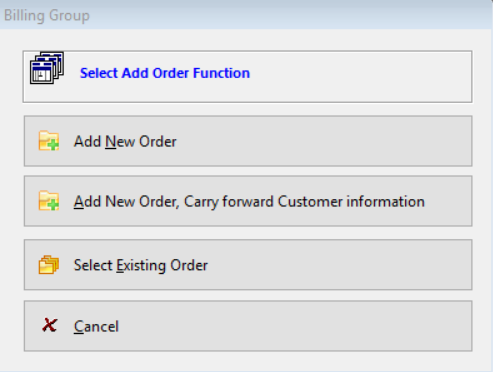 Billing Group
Select Add Order Function
Add New Order
Add New Order, Carry forward Customer information
Select Existing Order
Cancel